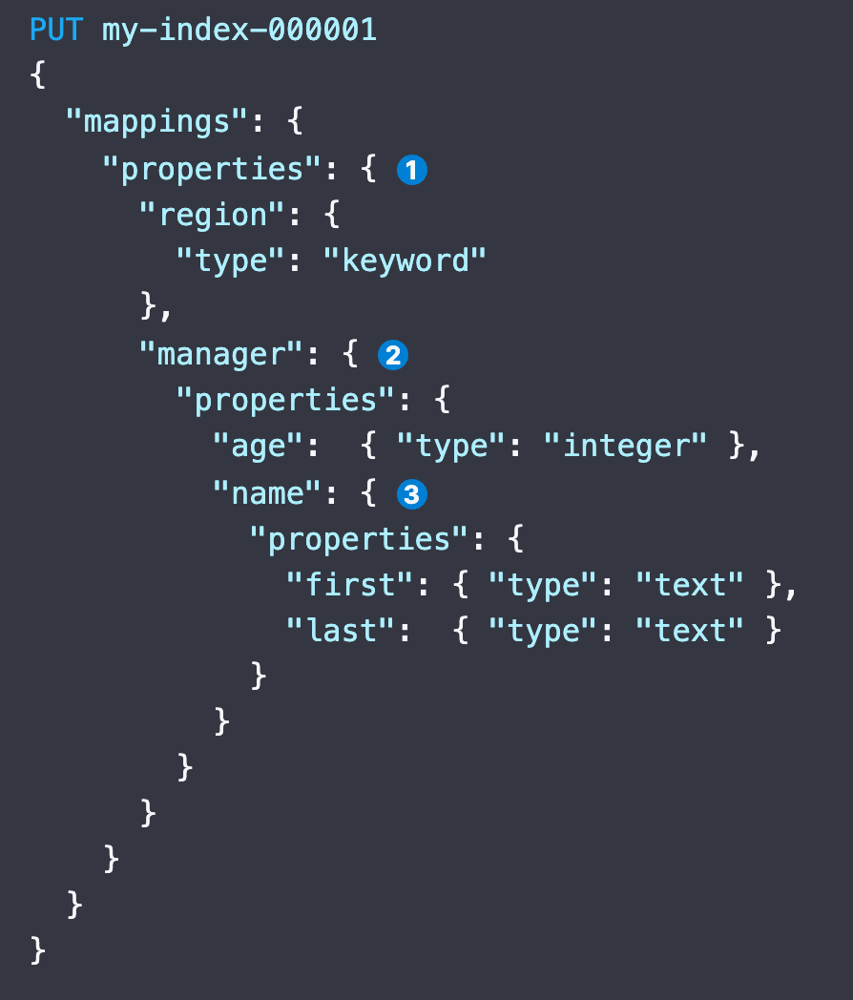 PUT my-index-000001
{
  "mappings": {
    "properties": { 1
      "region": {
        "type": "keyword"
      },
      "manager": { 2
        "properties": {
          "age":  { "type": "integer" },
          "name": { 3
            "properties": {
              "first": { "type": "text" },
              "last":  { "type": "text" }
            }
          }
        }
      }
    }
  }
}